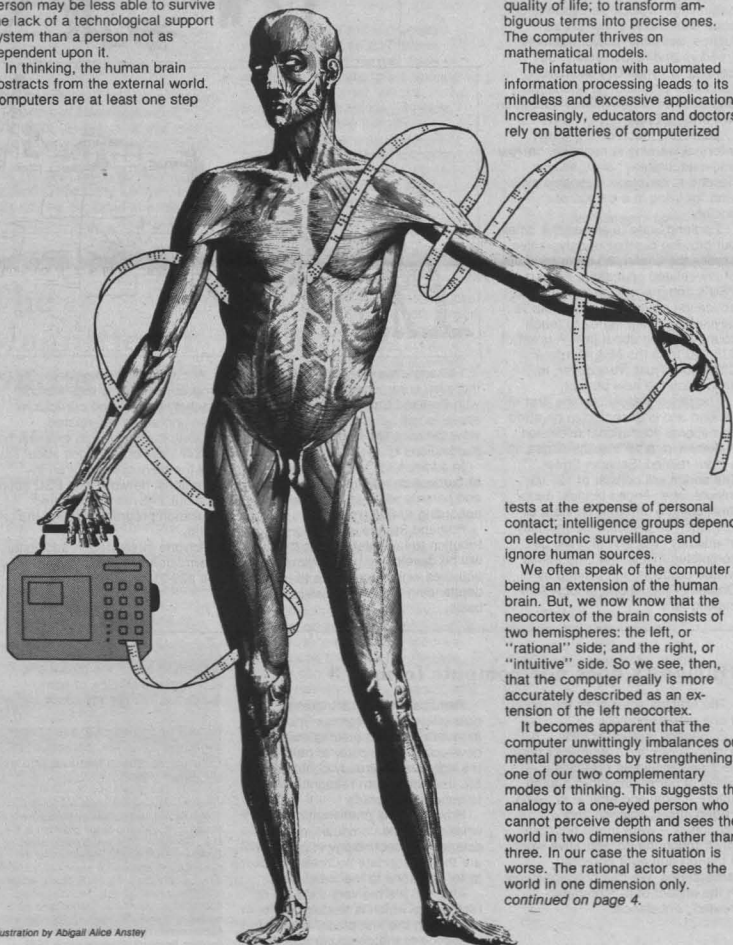 person may be less able to survive
the lack of a technological support
system than a person not as
dependent upon it.
In thinking, the human brain
abstracts from the external world.
Computers are at least one step
quality of life; to transform am-
biguous terms into precise ones.
The computer thrives on
mathematical models.
The infatuation with automated
information processing leads to its
mindless and excessive application
Increasingly, educators and doctors
rely on batteries of computerized
tests at the expense of personal
contact; intelligence groups depend
on electronic surveillance and
ignore human sources.
We often speak of the computer
being an extension of the human
brain. But, we now know that the
neocortex of the brain consists of
two hemispheres: the left, or
"rational" side; and the right, or
"intuitive" side. So we see, then,
that the computer really is more
accurately described as an ex-
tension of the left neocortex.
It becomes apparent that the
computer unwittingly imbalances ou
mental processes by strengthening
one of our two complementary
modes of thinking. This suggests th
analogy to a one-eyed person who
cannot perceive depth and sees the
world in two dimensions rather than
three. In our case the situation is
worse. The rational actor sees the
world in one dimension only.
continued on page 4.
Illustration by Abigail Alice Anstey